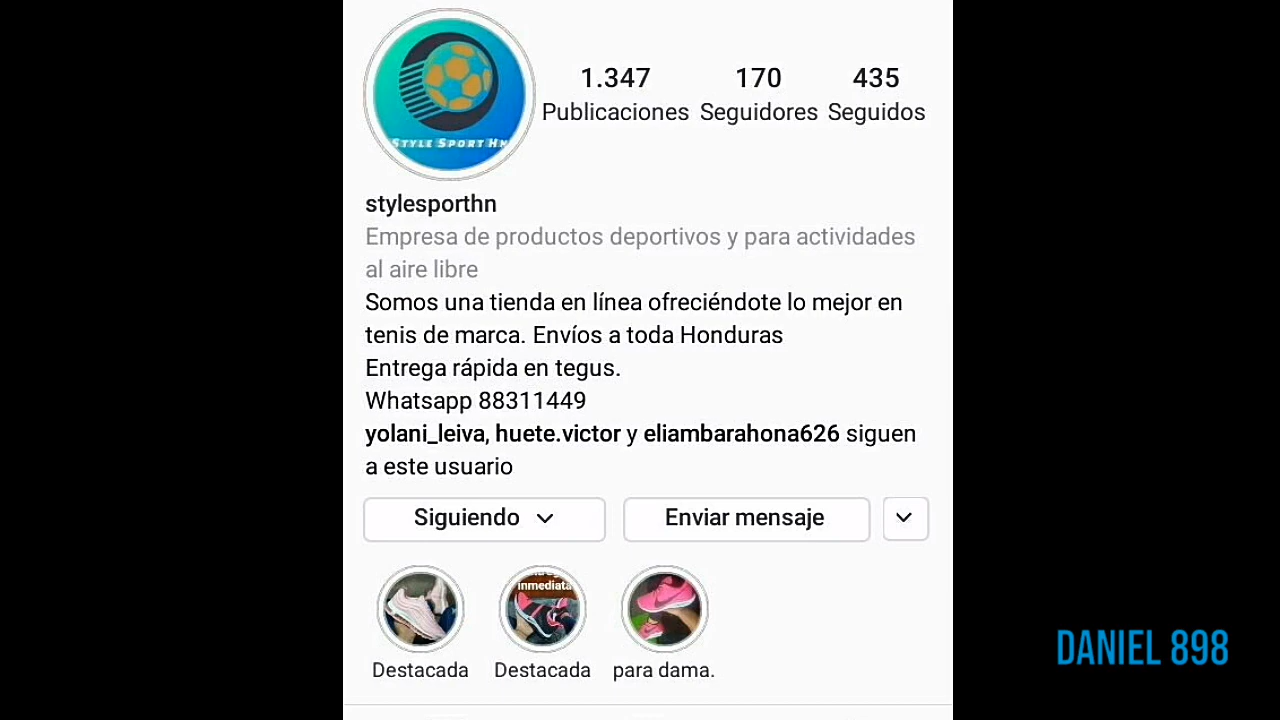 STYLE SPORT HN
1.347 170 435
Publicaciones Seguidores Seguidos
stylesporthn
Empresa de productos deportivos y para actividades
al aire libre
Somos una tienda en línea ofreciéndote lo mejor en
tenis de marca. Envíos a toda Honduras
Entrega rápida en tegus.
Whatsapp 88311449
yolani_leiva, huete.victor y eliambarahona626 siguen
a este usuario
Siguiendo Enviar mensaje
inmediata
Destacada Destacada para dama.
DANIEL 898